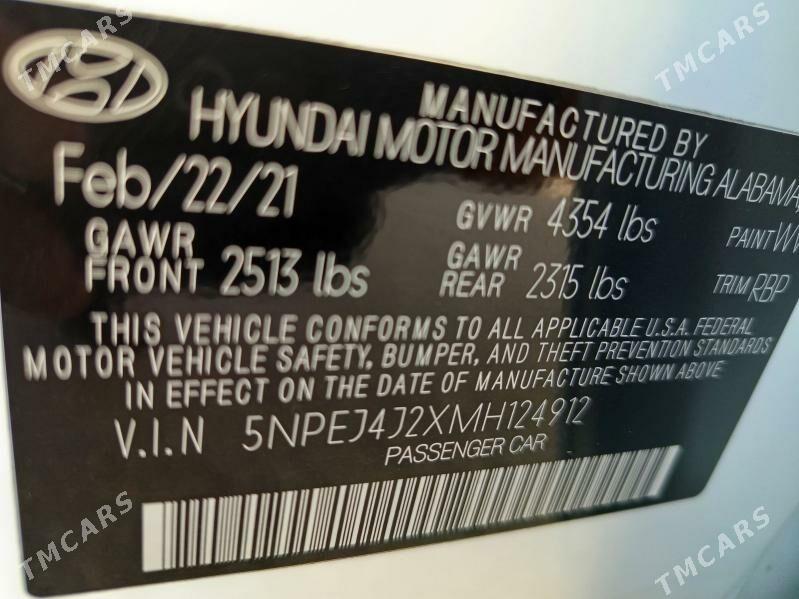 TMCARS
TMCARS
MANUFACTURED BY
HYUNDAI MOTOR MANUFACTURING ALABAMA,
Feb/22/21
GVWR 4354 lbs
PAINT
GAWR FRONT 2513 lbs
GAWR REAR 2315 lbs
TRIM RBP
THIS VEHICLE CONFORMS TO ALL APPLICABLE U.S.A. FEDERAL
MOTOR VEHICLE SAFETY, BUMPER, AND THEFT PREVENTION STANDARDS
IN EFFECT ON THE DATE OF MANUFACTURE SHOWN ABOVE.
V.I.N 5NPEJ4J2XMH124912
PASSENGER CAR
TMCARS
TMCARS